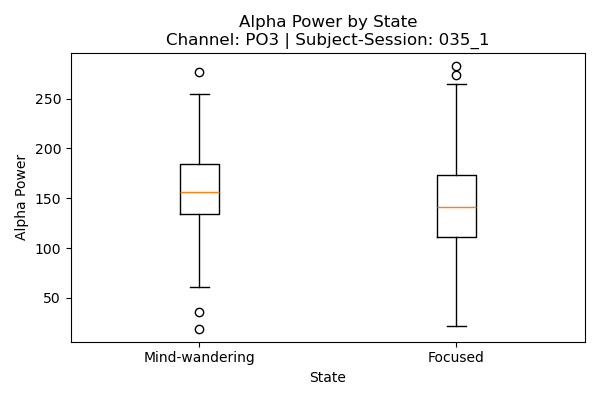 Alpha Power by State
Channel: PO3 | Subject-Session: 035_1
Alpha Power
250
200
150
100
50
Mind-wandering
Focused
State